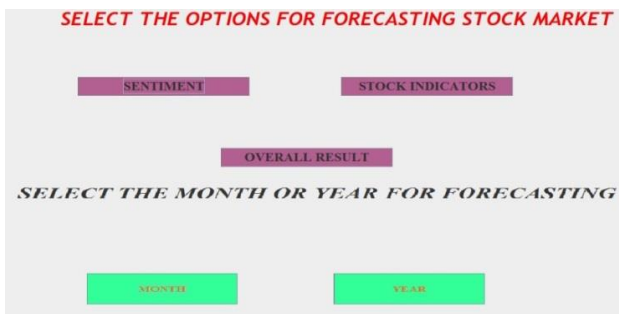 SELECT THE OPTIONS FOR FORECASTING STOCK MARKET
SENTIMENT
STOCK INDICATORS
OVERALL RESULT
SELECT THE MONTH OR YEAR FOR FORECASTING
MONTH
YEAR